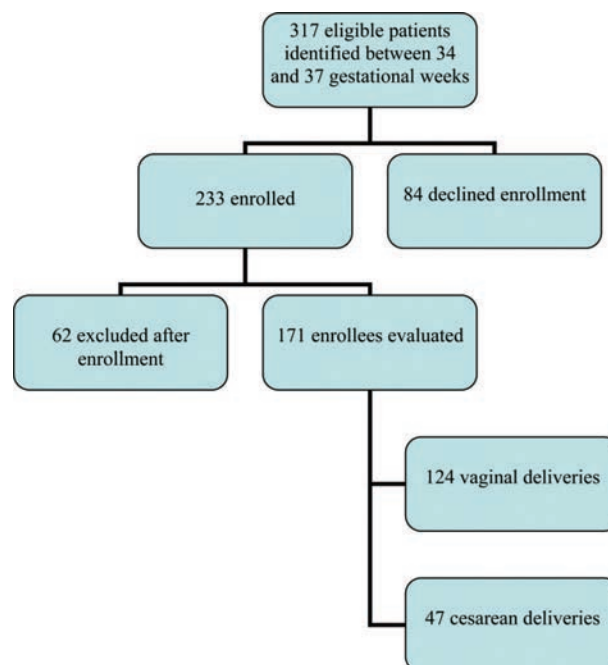 317 eligible patients
identified between 34
and 37 gestational weeks
233 enrolled
84 declined enrollment
62 excluded after
enrollment
171 enrollees evaluated
124 vaginal deliveries
47 cesarean deliveries